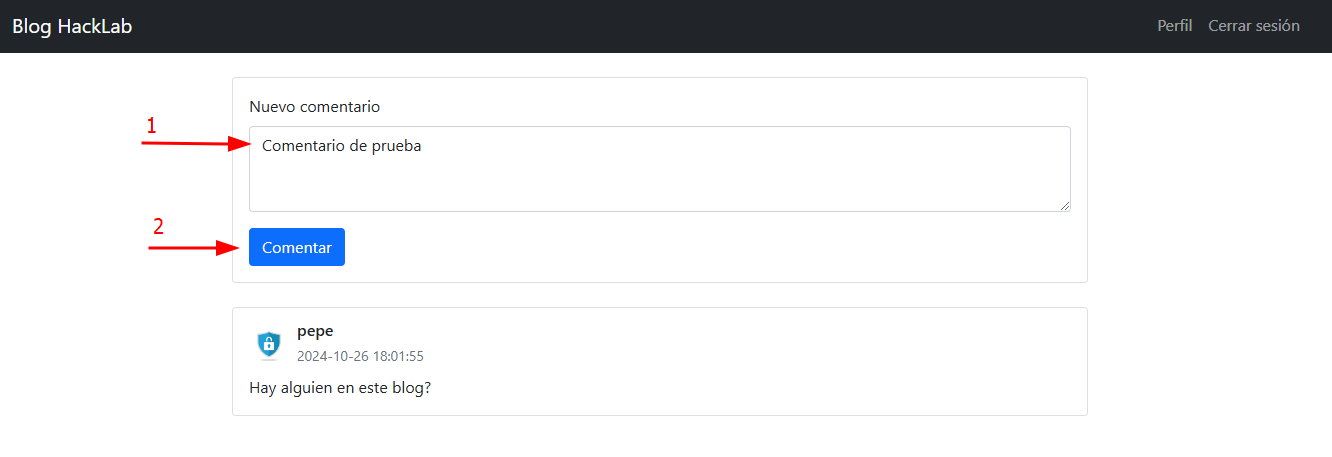 Blog HackLab
Perfil Cerrar sesión
Nuevo comentario
1
Comentario de prueba
2
Comentar
pepe
2024-10-26 18:01:55
Hay alguien en este blog?